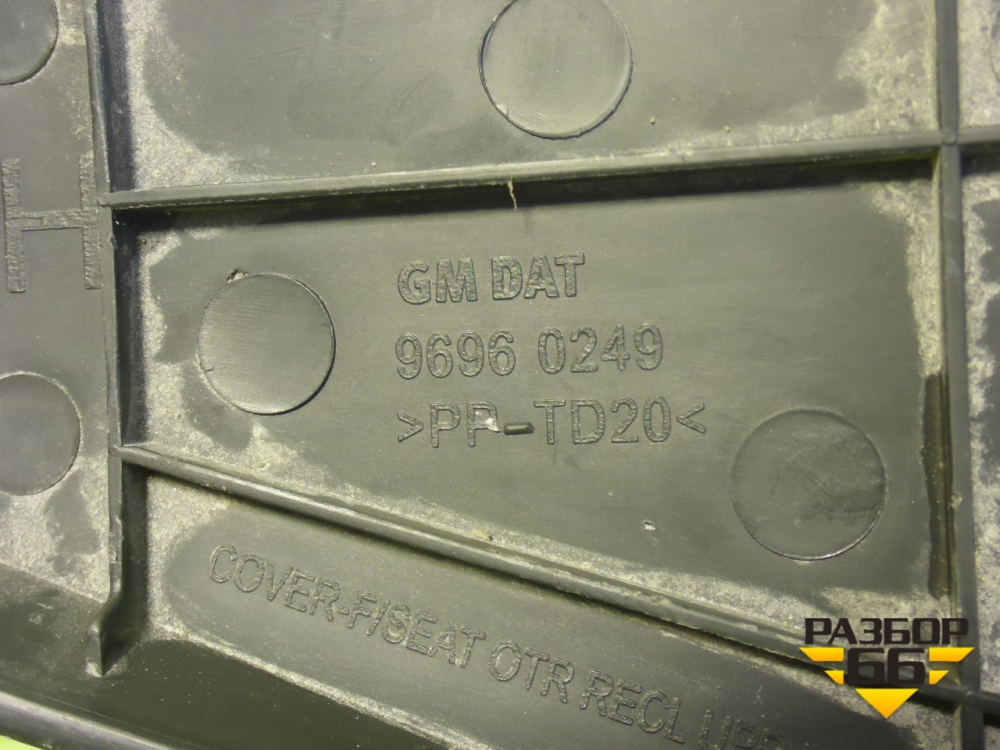 H
GM DAT
9696 0249
>PP-TD20<
COVER-F/SEAT OTR RECL
РАЗБОР
66